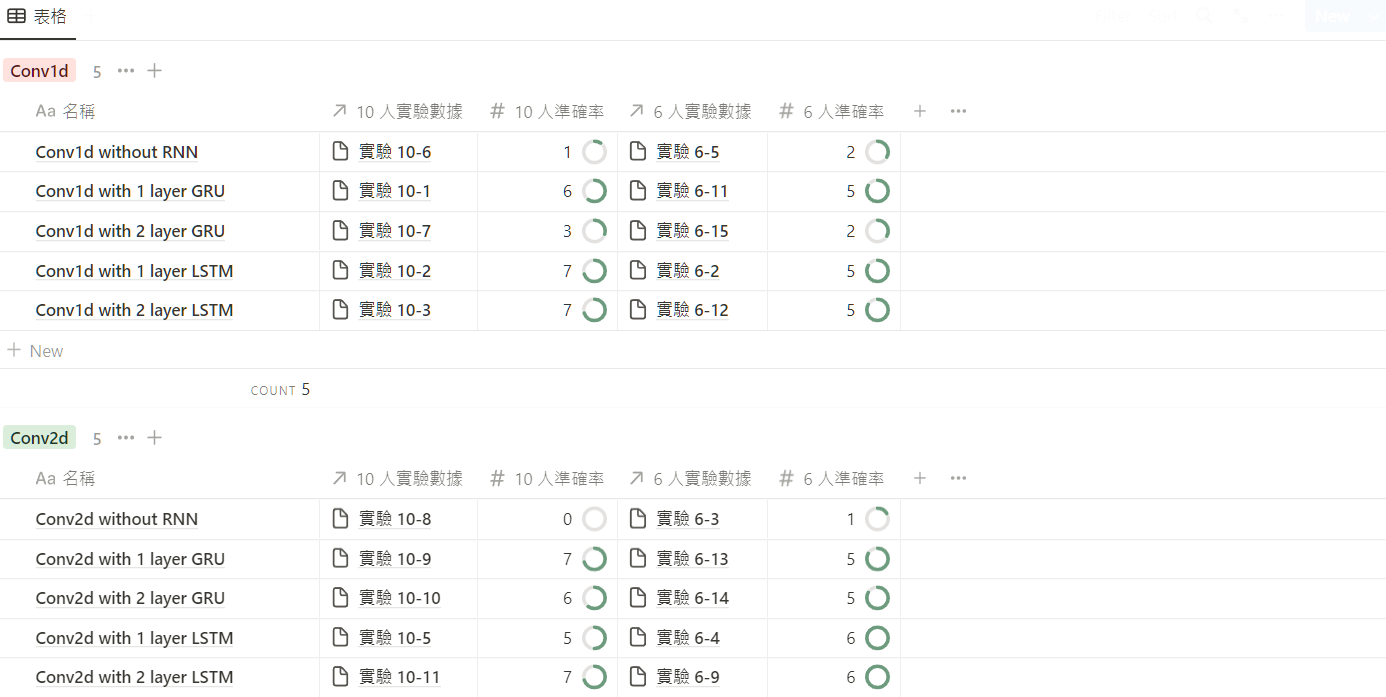 表格
Conv1d 5
Aa 名稱 10 人實驗數據 # 10 人準確率 6 人實驗數據 # 6 人準確率
Conv1d without RNN 實驗 10-6 1 實驗 6-5 2
Conv1d with 1 layer GRU 實驗 10-1 6 實驗 6-11 5
Conv1d with 2 layer GRU 實驗 10-7 3 實驗 6-15 2
Conv1d with 1 layer LSTM 實驗 10-2 7 實驗 6-2 5
Conv1d with 2 layer LSTM 實驗 10-3 7 實驗 6-12 5
+ New
COUNT 5
Conv2d 5
Aa 名稱 10 人實驗數據 # 10 人準確率 6 人實驗數據 # 6 人準確率
Conv2d without RNN 實驗 10-8 0 實驗 6-3 1
Conv2d with 1 layer GRU 實驗 10-9 7 實驗 6-13 5
Conv2d with 2 layer GRU 實驗 10-10 6 實驗 6-14 5
Conv2d with 1 layer LSTM 實驗 10-5 5 實驗 6-4 6
Conv2d with 2 layer LSTM 實驗 10-11 7 實驗 6-9 6